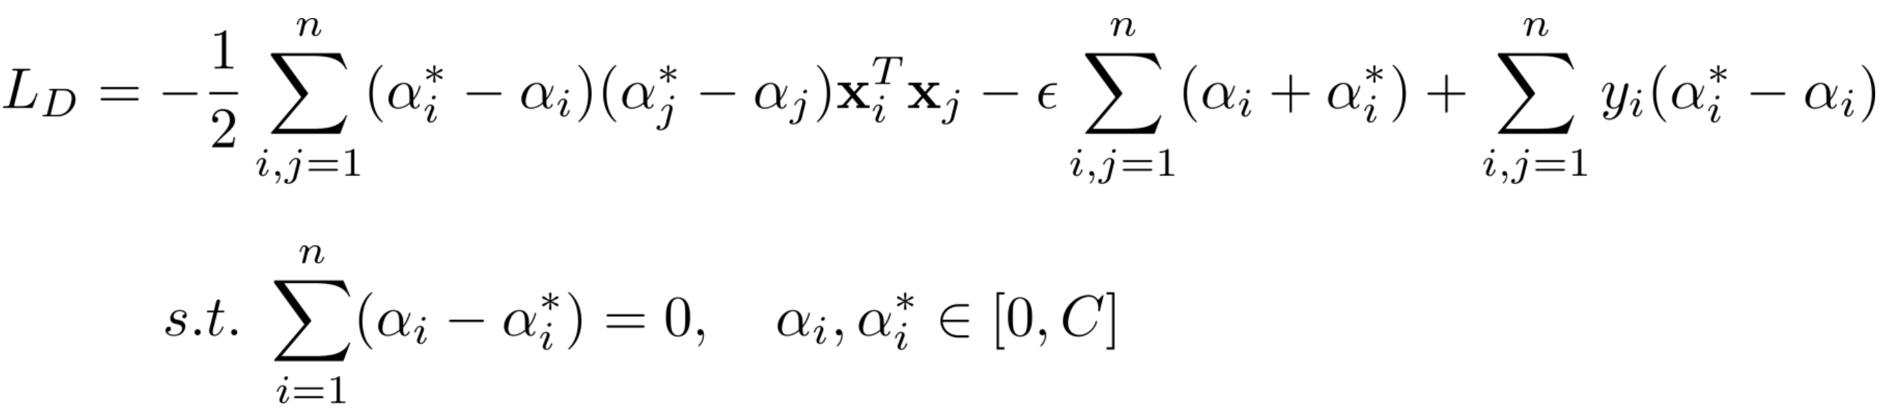 $L_D = -\frac{1}{2} \sum_{i,j=1}^{n} (\alpha_i^* - \alpha_i)(\alpha_j^* - \alpha_j)\mathbf{x}_i^T \mathbf{x}_j - \epsilon \sum_{i,j=1}^{n} (\alpha_i + \alpha_i^*) + \sum_{i,j=1}^{n} y_i(\alpha_i^* - \alpha_i)$
$s.t. \sum_{i=1}^{n} (\alpha_i - \alpha_i^*) = 0, \quad \alpha_i, \alpha_i^* \in [0, C]$